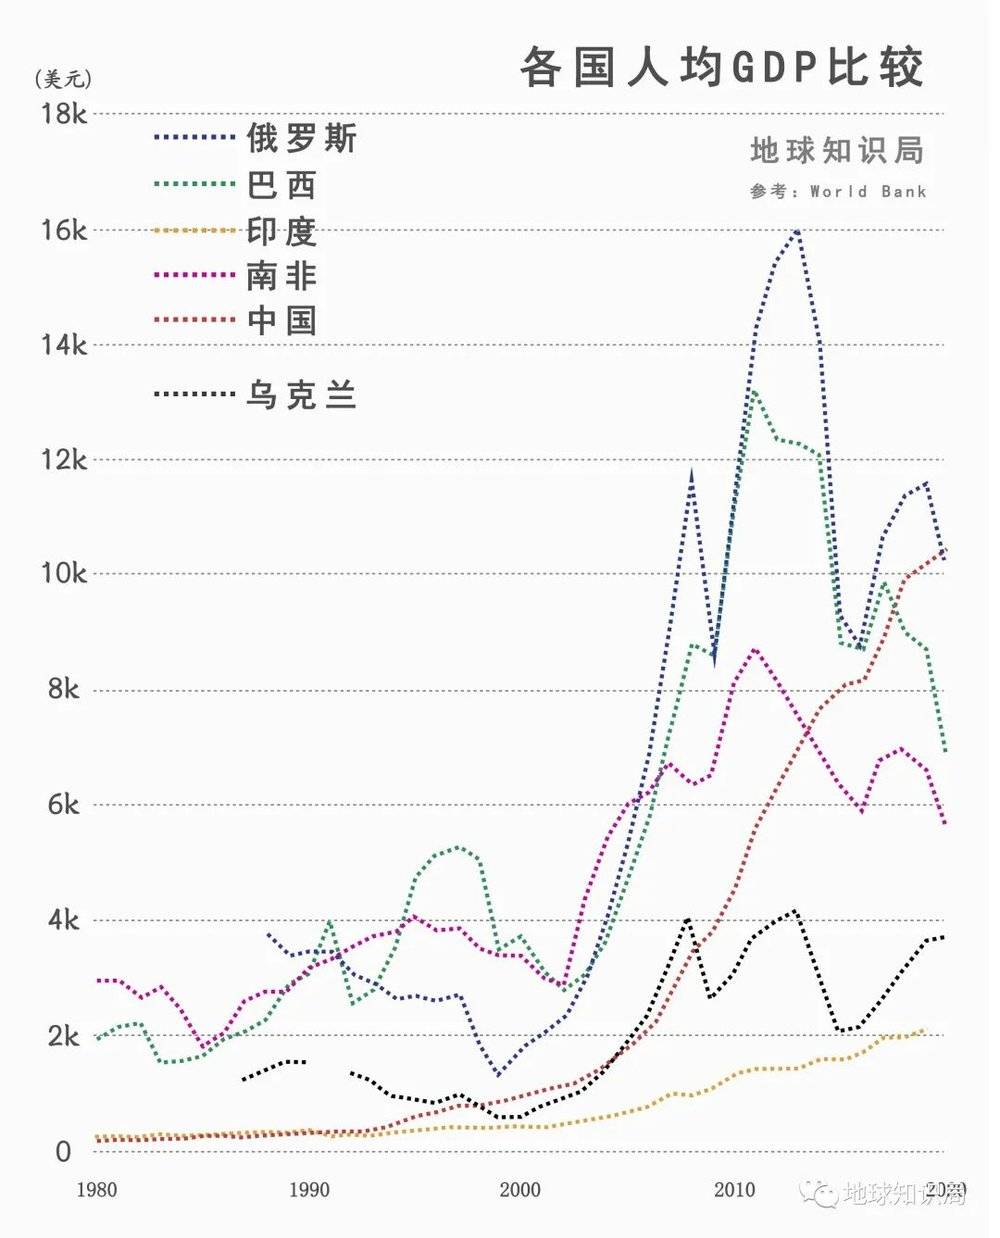 各国人均GDP比较
(美元)
18k
俄罗斯
地球知识局
巴西
参考：World Bank
16k
印度
南非
中国
14k
乌克兰
12k
10k
8k
6k
4k
2k
0
1980 1990 2000 2010 2020
地球知识局